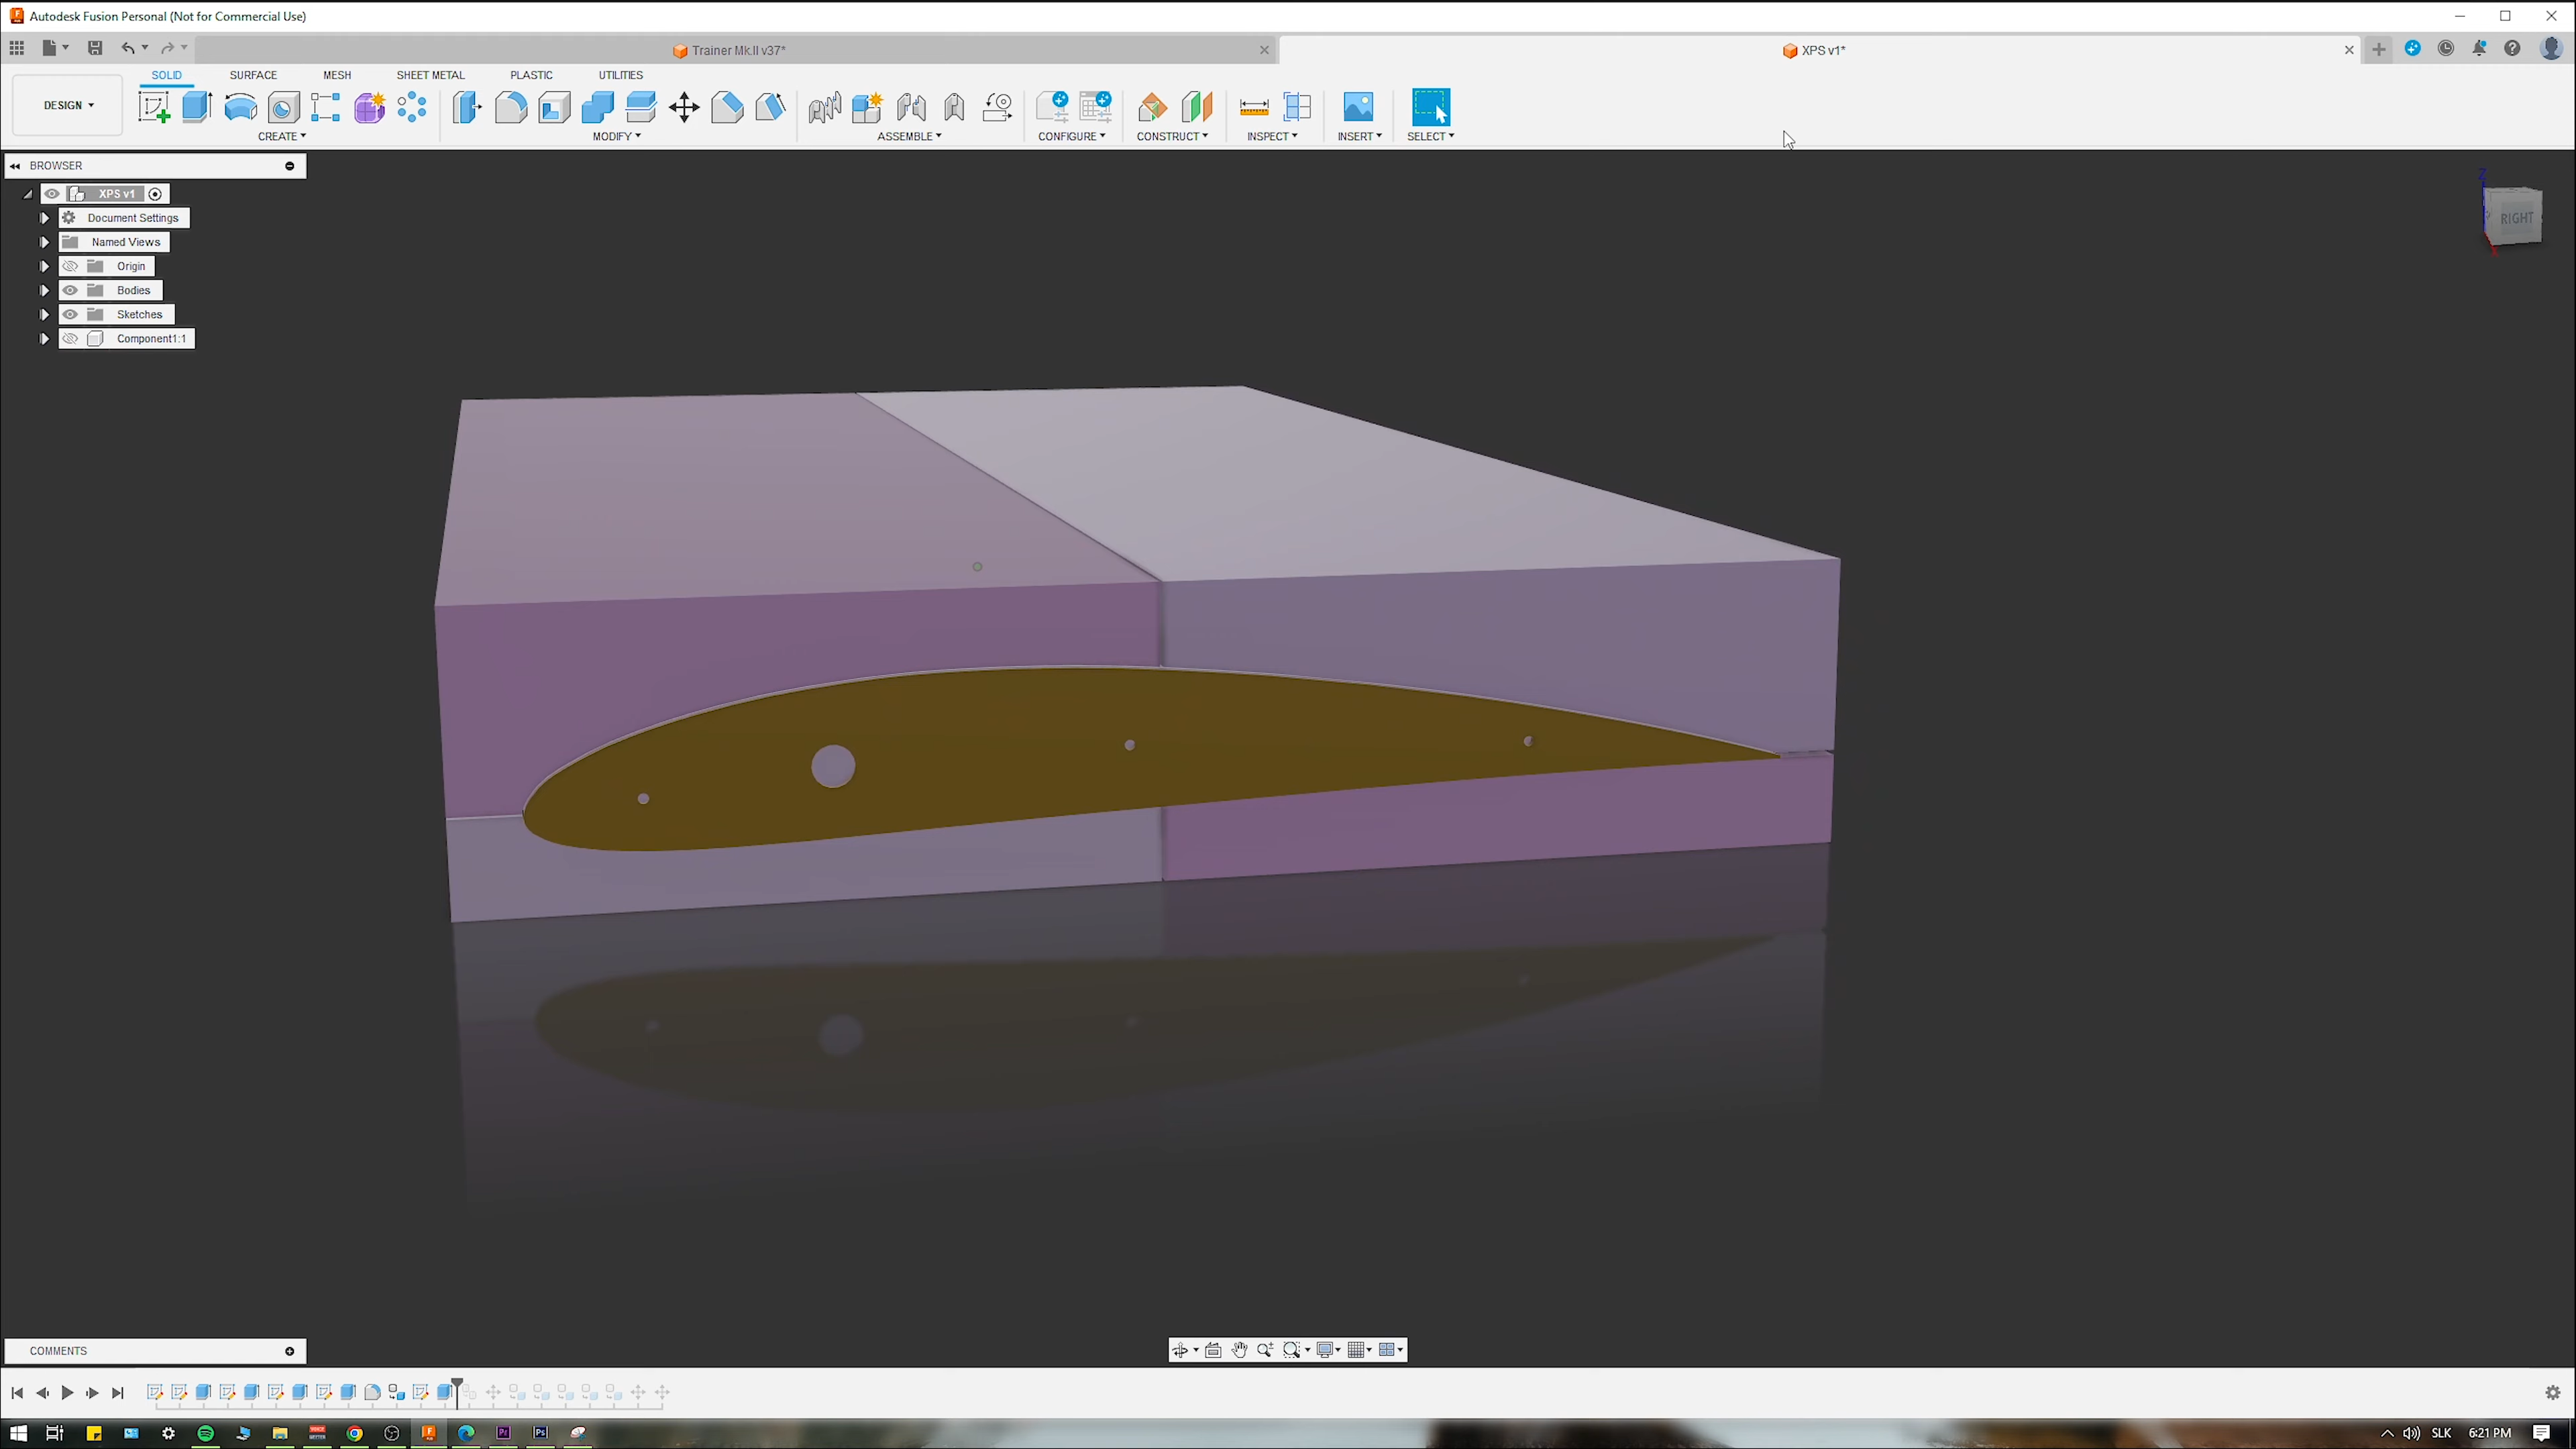 Autodesk Fusion Personal (Not for Commercial Use)
Trainer Mk.II v37*
XPS v1*
SOLID SURFACE MESH SHEET METAL PLASTIC UTILITIES
DESIGN
CREATE MODIFY ASSEMBLE CONFIGURE CONSTRUCT INSPECT INSERT SELECT
BROWSER
XPS v1
Document Settings
Named Views
Origin
Bodies
Sketches
Component1:1
Z
RIGHT
X
COMMENTS
SLK 6:21 PM